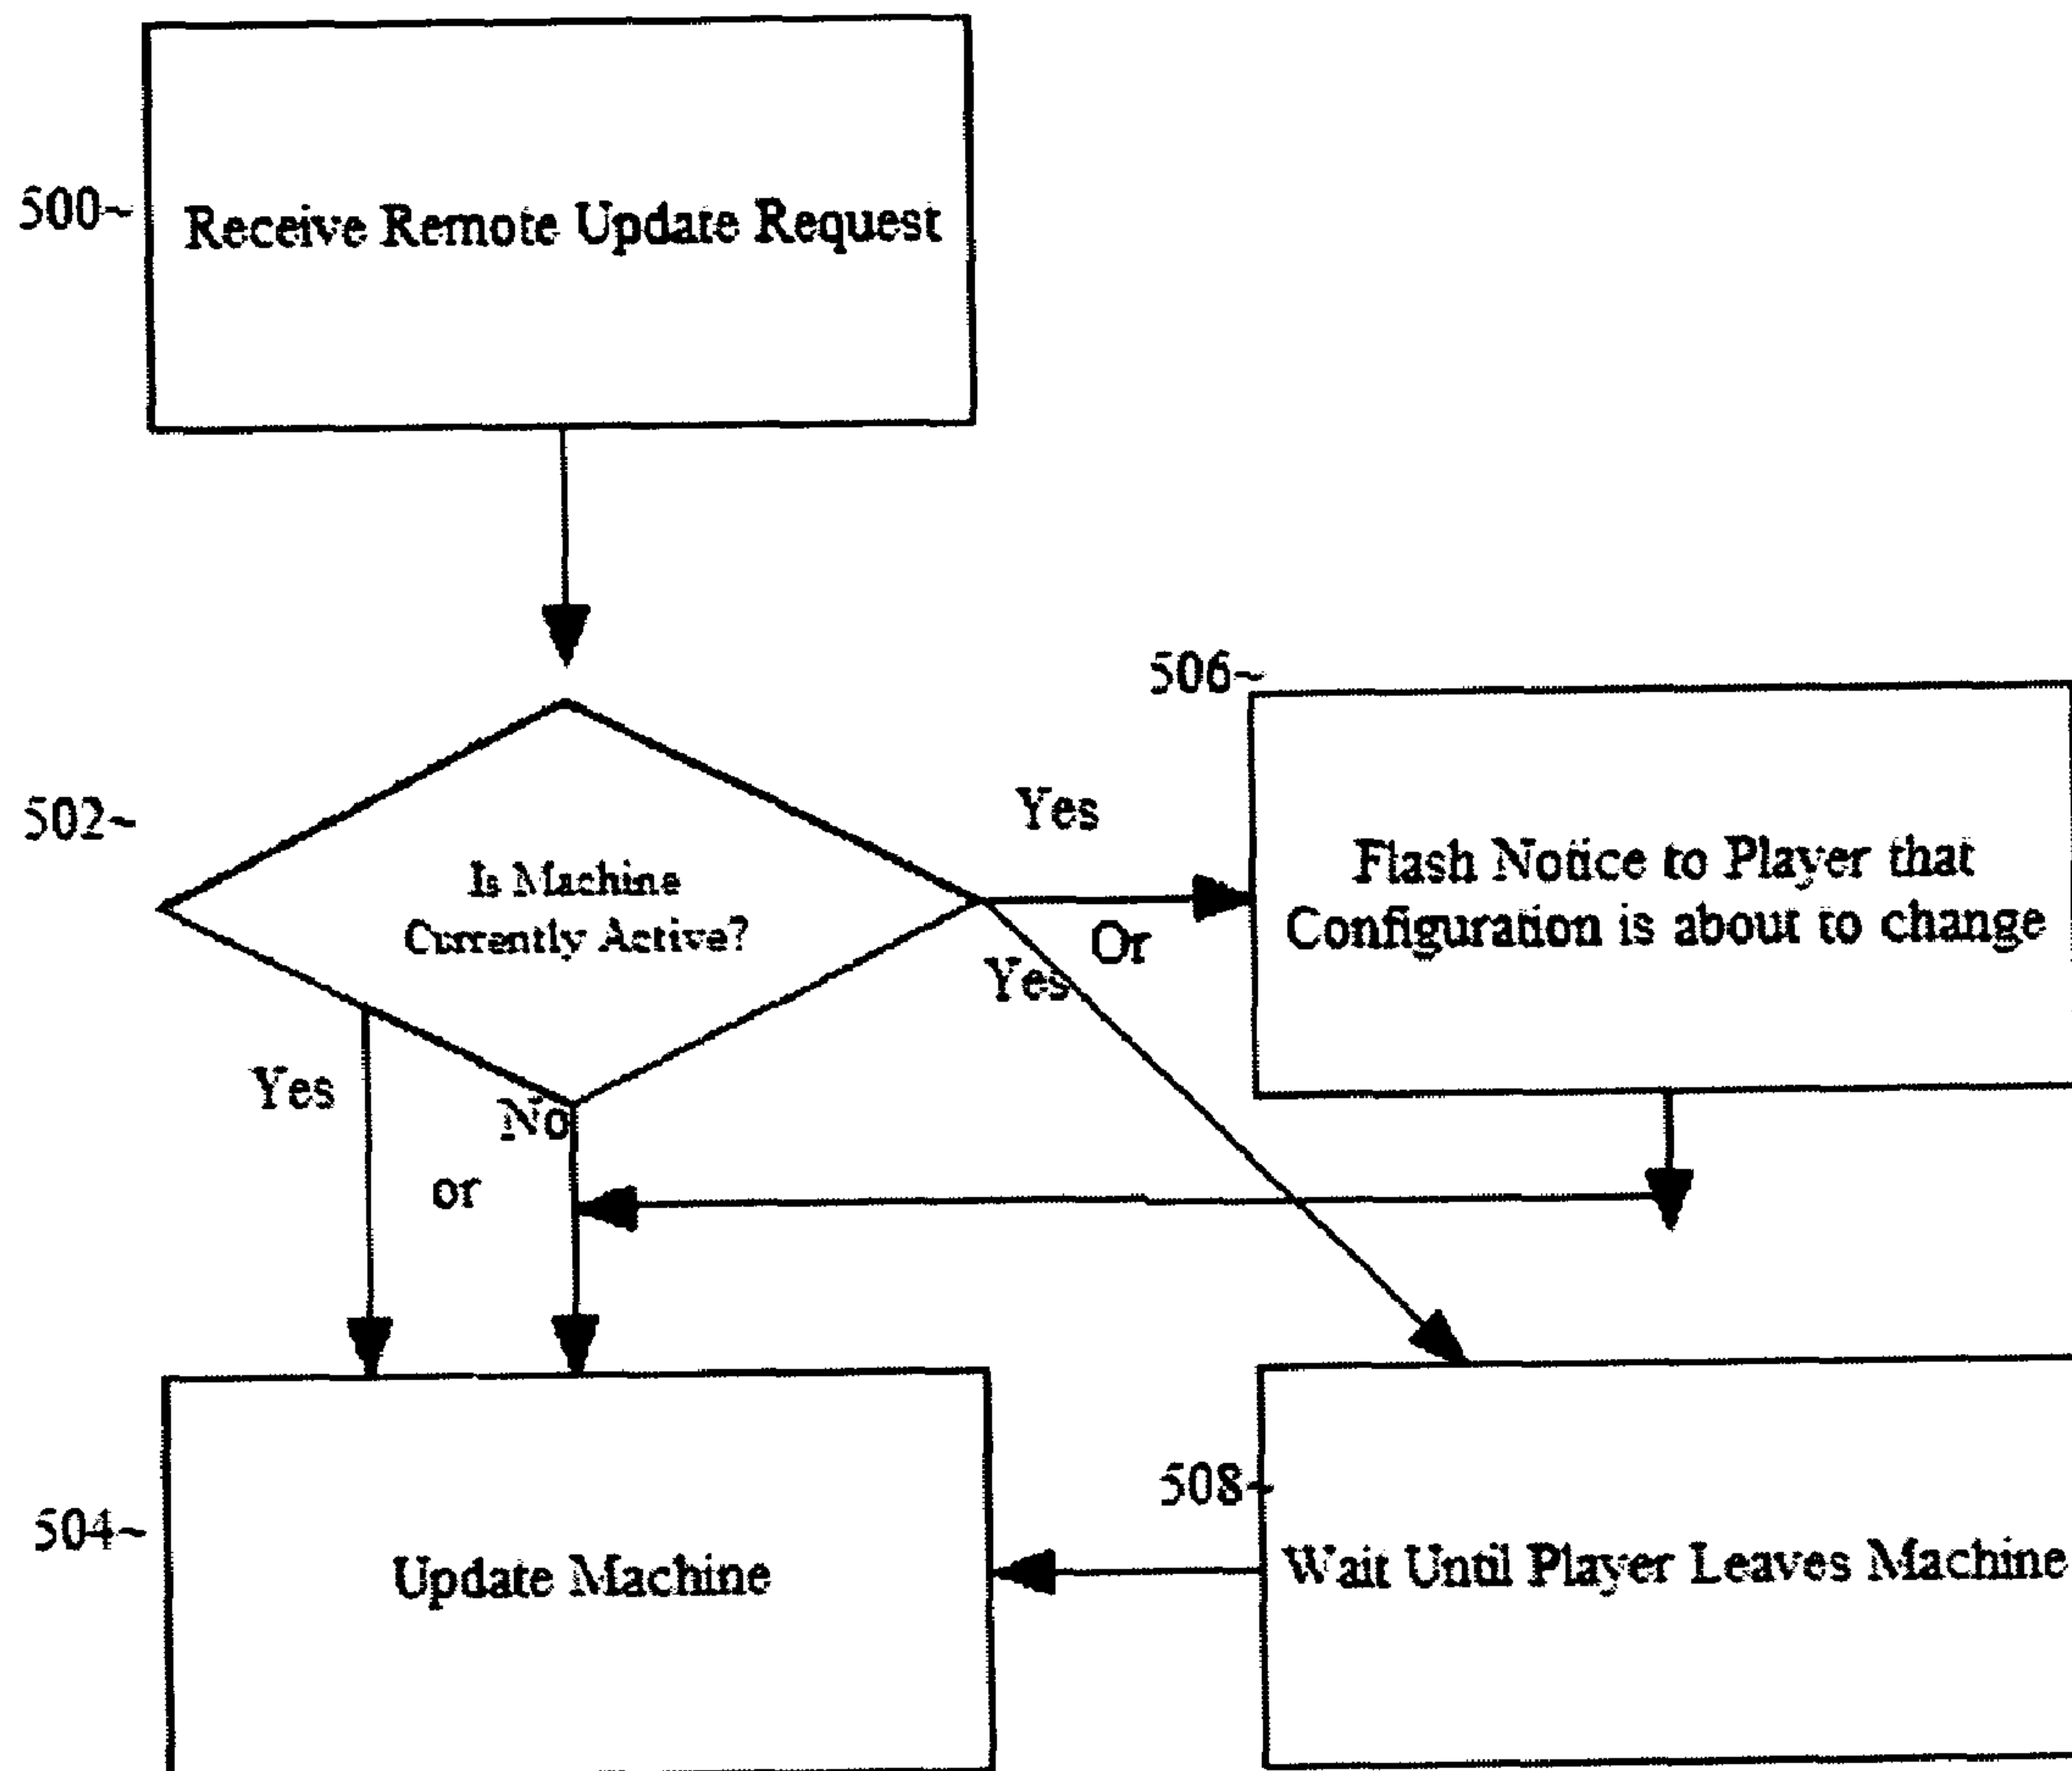 500~
Receive Remote Update Request
506~
502~
Yes
Is Machine
Currently Active?
Flash Notice to Player that
Configuration is about to change
Or
Yes
Yes
No
or
508~
504~
Update Machine
Wait Until Player Leaves Machine